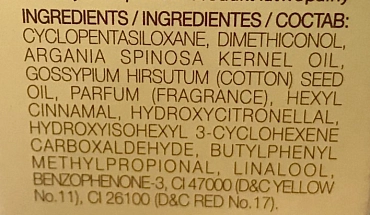 INGREDIENTS / INGREDIENTES / СОСТАВ:
CYCLOPENTASILOXANE, DIMETHICONOL,
ARGANIA SPINOSA KERNEL OIL,
GOSSYPIUM HIRSUTUM (COTTON) SEED
OIL, PARFUM (FRAGRANCE), HEXYL
CINNAMAL, HYDROXYCITRONELLAL,
HYDROXYISOHEXYL 3-CYCLOHEXENE
CARBOXALDEHYDE, BUTYLPHENYL
METHYLPROPIONAL, LINALOOL,
BENZOPHENONE-3, CI 47000 (D&C YELLOW
No.11), CI 26100 (D&C RED No.17).